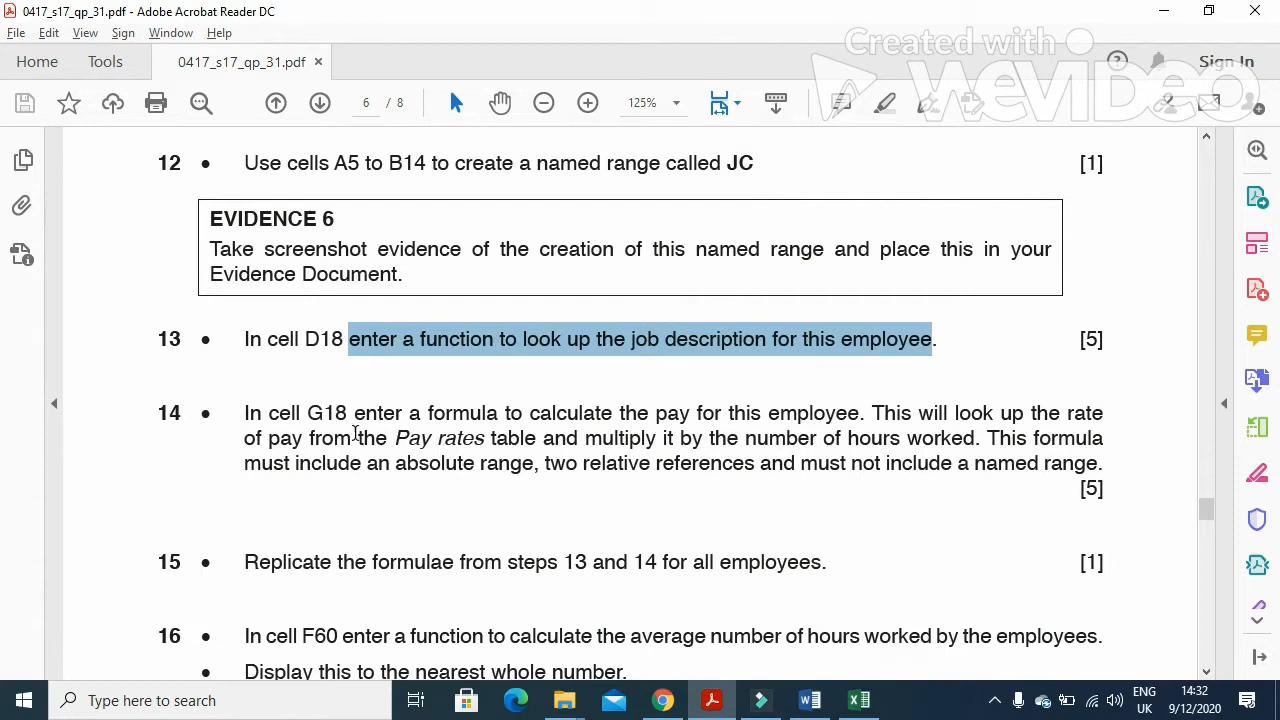 0417_s17_qp_31.pdf - Adobe Acrobat Reader DC
File Edit View Sign Window Help
Created with
WeVideo
Home Tools 0417_s17_qp_31.pdf × Sign In
6 / 8 125%
12 • Use cells A5 to B14 to create a named range called JC [1]
EVIDENCE 6
Take screenshot evidence of the creation of this named range and place this in your
Evidence Document.
13 • In cell D18 enter a function to look up the job description for this employee. [5]
14 • In cell G18 enter a formula to calculate the pay for this employee. This will look up the rate
of pay from the Pay rates table and multiply it by the number of hours worked. This formula
must include an absolute range, two relative references and must not include a named range.
[5]
15 • Replicate the formulae from steps 13 and 14 for all employees. [1]
16 • In cell F60 enter a function to calculate the average number of hours worked by the employees.
• Display this to the nearest whole number.
Type here to search
ENG
UK
14:32
9/12/2020